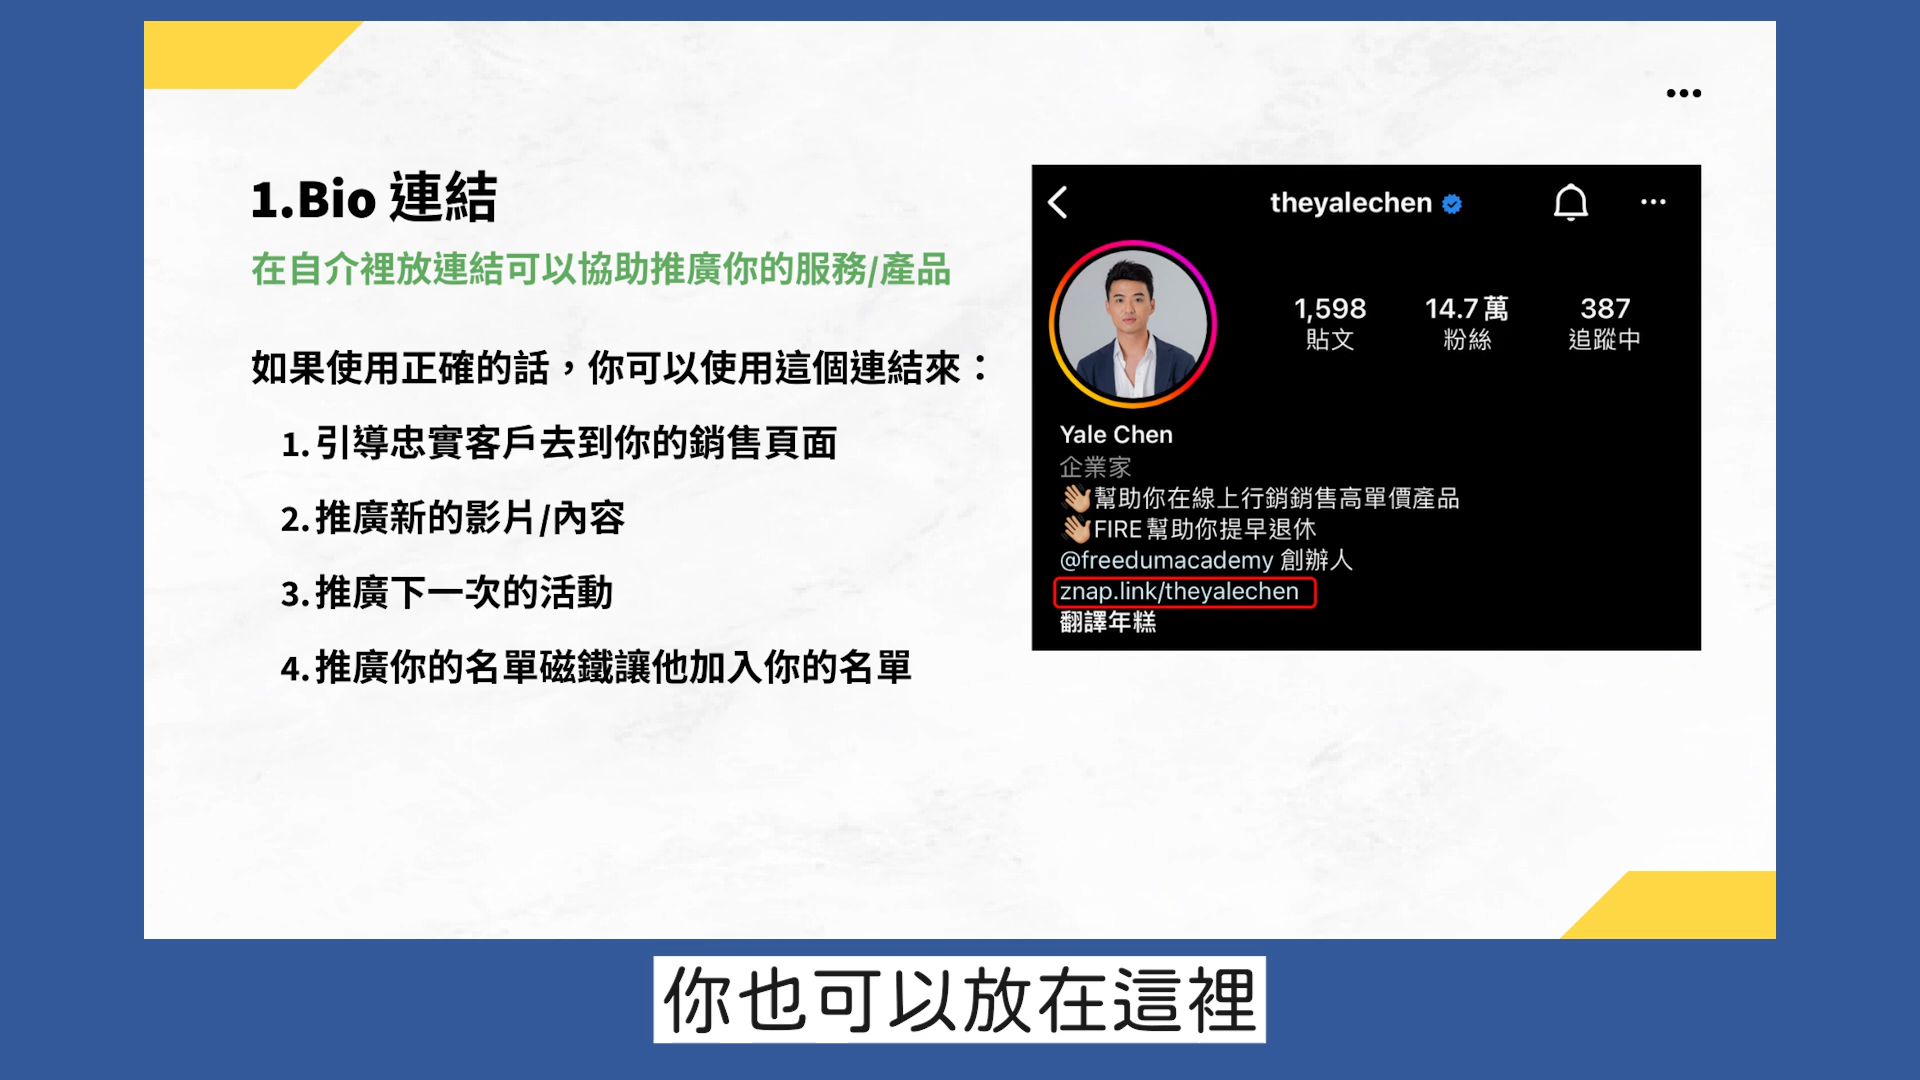 1.Bio 連結
在自介裡放連結可以協助推廣你的服務/產品
如果使用正確的話，你可以使用這個連結來：
1. 引導忠實客戶去到你的銷售頁面
2. 推廣新的影片/內容
3. 推廣下一次的活動
4. 推廣你的名單磁鐵讓他加入你的名單
theyalechen
1,598 14.7 萬 387
貼文 粉絲 追蹤中
Yale Chen
企業家
👋🏼幫助你在線上行銷銷售高單價產品
👋🏼FIRE 幫助你提早退休
@freedumacademy 創辦人
znap.link/theyalechen
翻譯年糕
你也可以放在這裡